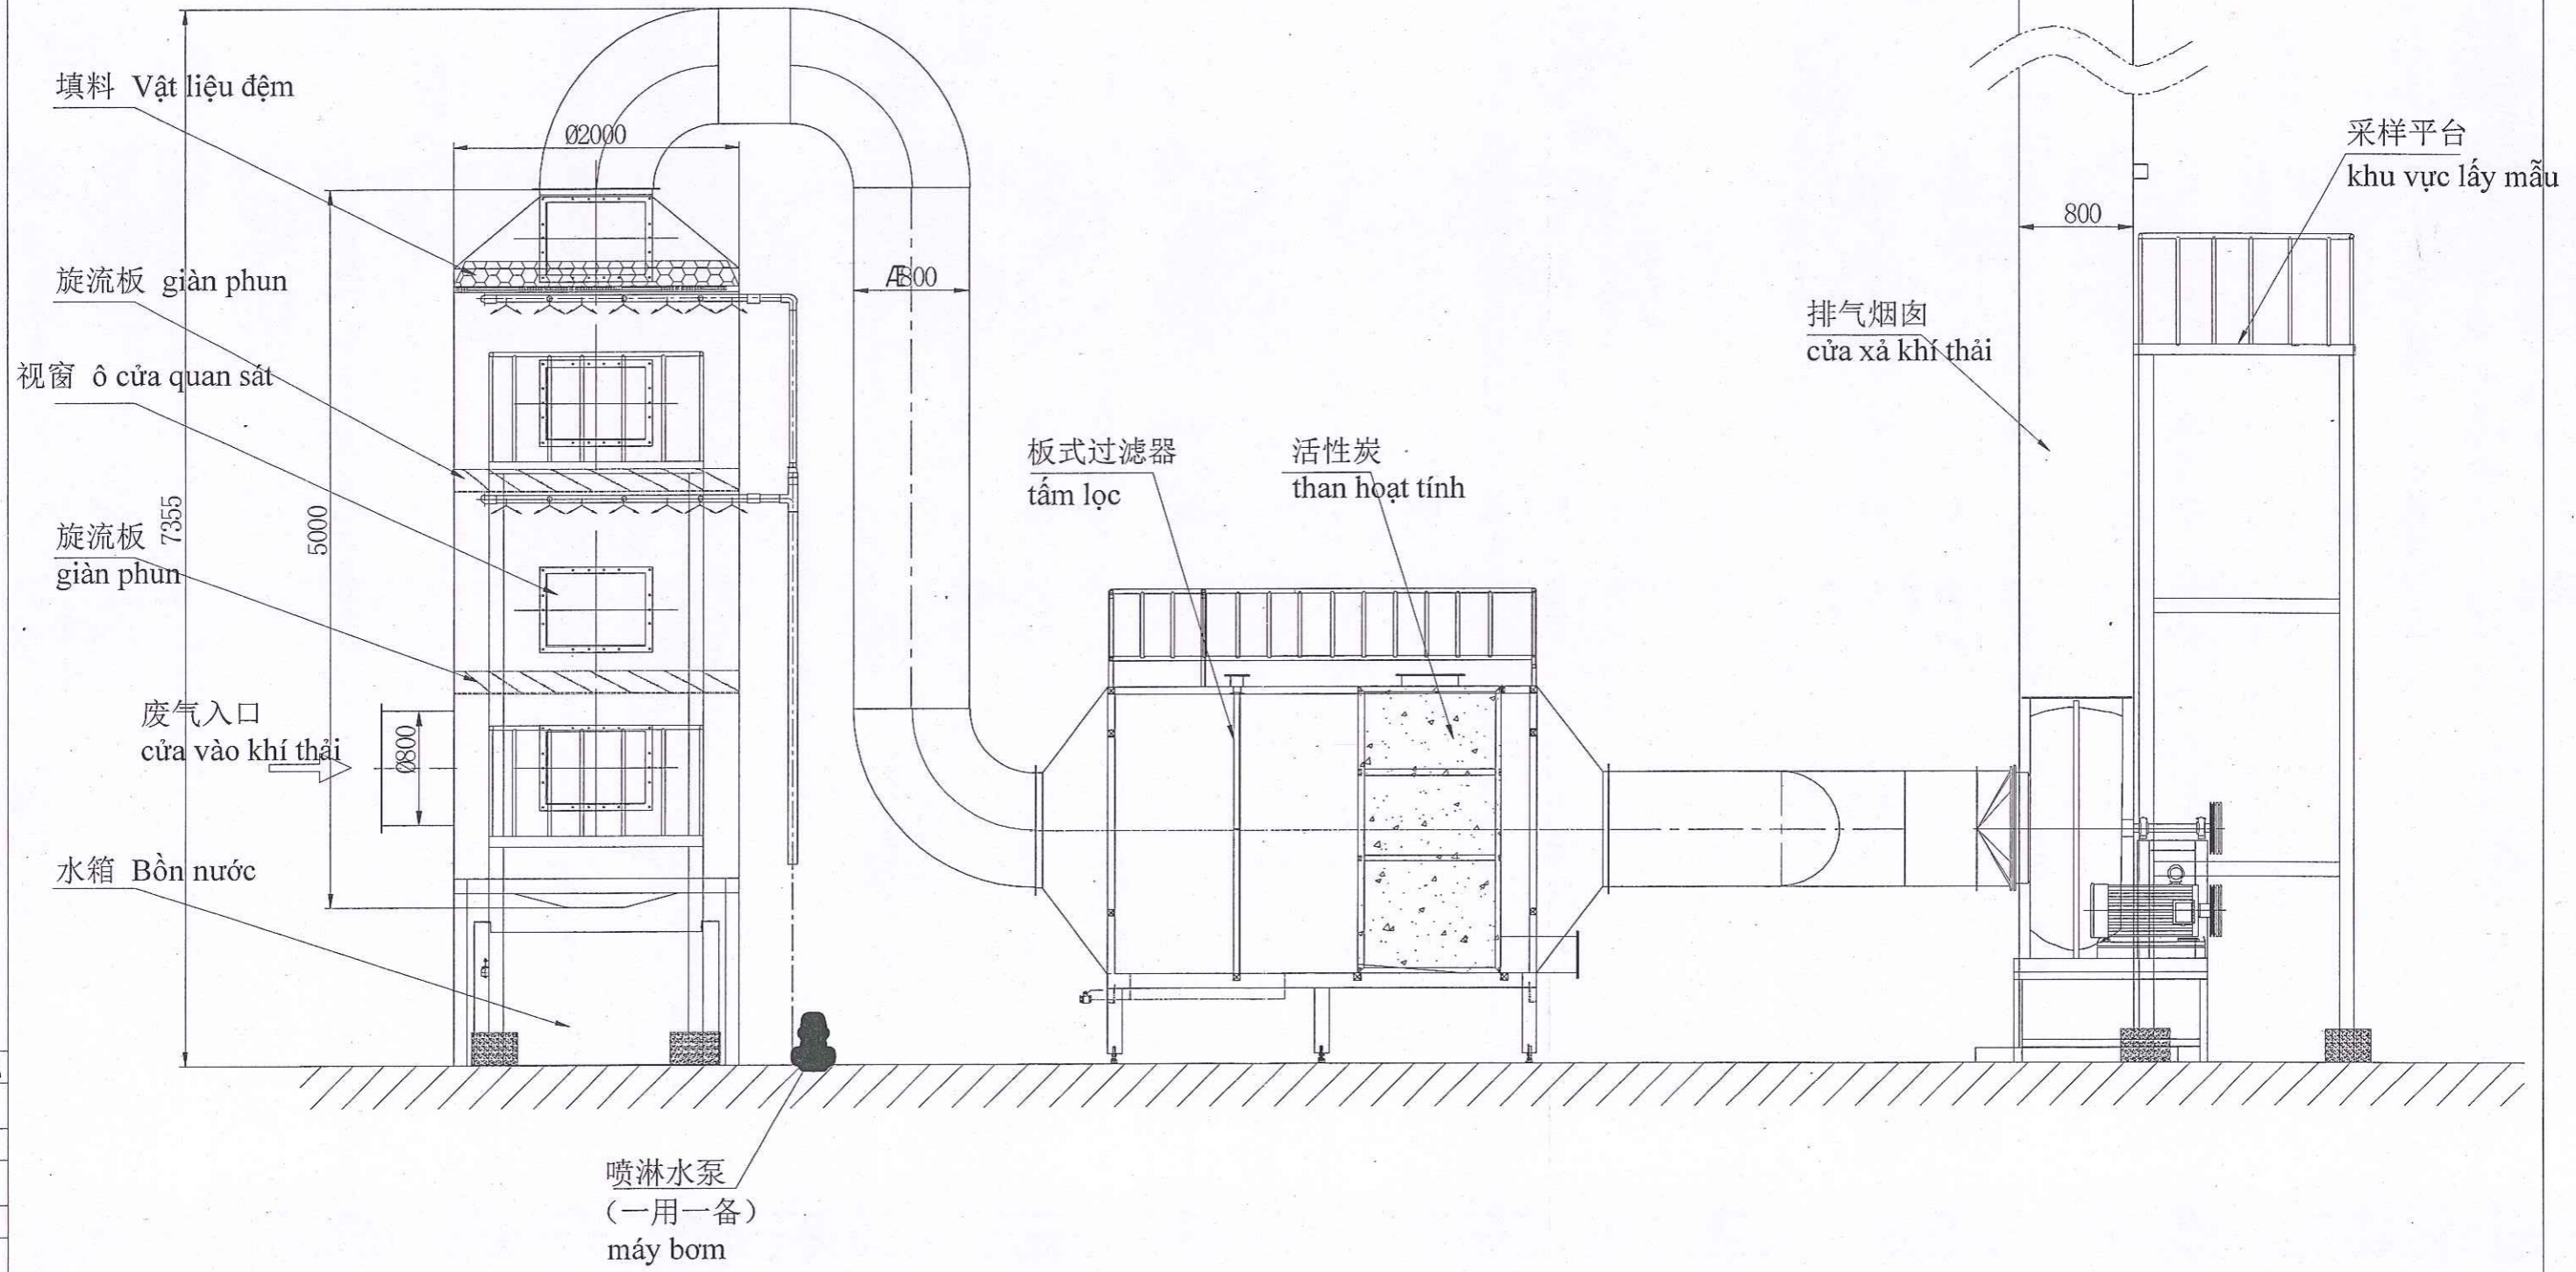 填料 Vật liệu đệm
Ø2000
旋流板 giàn phun
视窗 ô cửa quan sát
7355
5000
旋流板
giàn phun
废气入口
cửa vào khí thải
Ø800
水箱 Bồn nước
喷淋水泵
（一用一备）
máy bơm
Æ800
板式过滤器
tấm lọc
活性炭
than hoạt tính
排气烟囱
cửa xả khí thải
800
采样平台
khu vực lấy mẫu